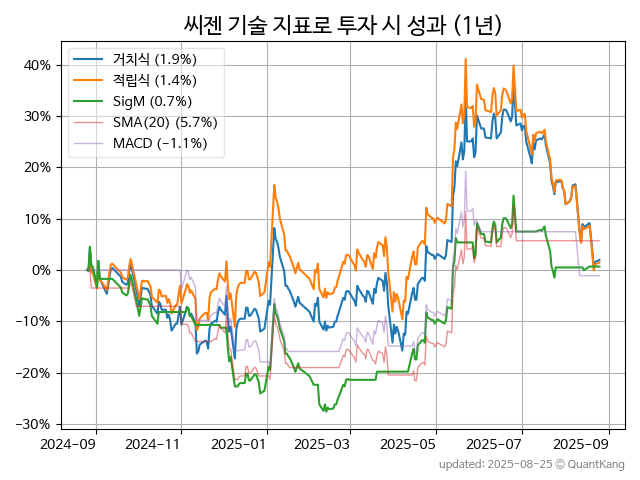 씨젠 기술 지표로 투자 시 성과 (1년)
거치식 (1.9%)
적립식 (1.4%)
SigM (0.7%)
SMA(20) (5.7%)
MACD (−1.1%)
40%
30%
20%
10%
0%
−10%
−20%
−30%
2024-09 2024-11 2025-01 2025-03 2025-05 2025-07 2025-09
updated: 2025-08-25 ⓒ QuantKang